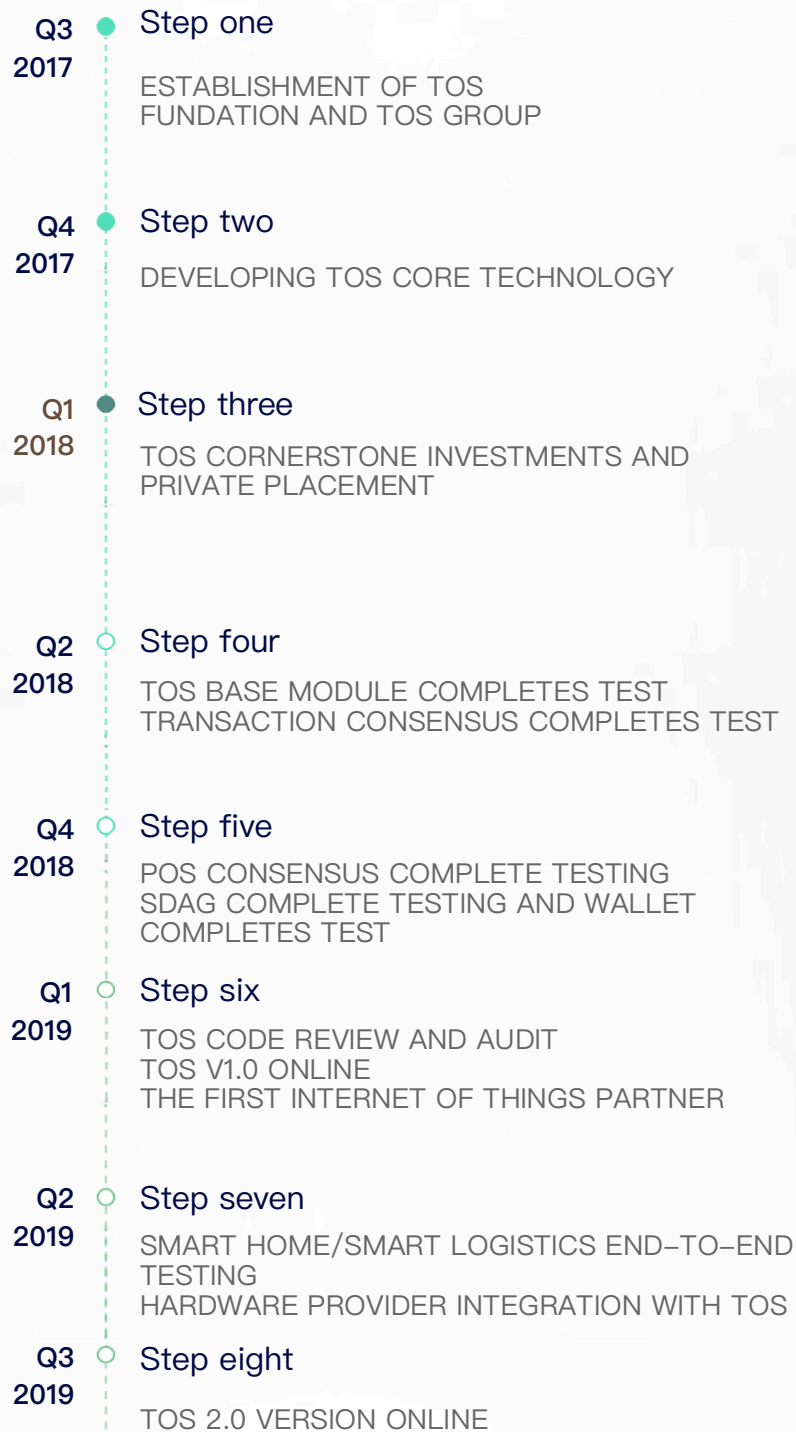 Q3
2017
Step one
ESTABLISHMENT OF TOS
FUNDATION AND TOS GROUP
Q4
2017
Step two
DEVELOPING TOS CORE TECHNOLOGY
Q1
2018
Step three
TOS CORNERSTONE INVESTMENTS AND
PRIVATE PLACEMENT
Q2
2018
Step four
TOS BASE MODULE COMPLETES TEST
TRANSACTION CONSENSUS COMPLETES TEST
Q4
2018
Step five
POS CONSENSUS COMPLETE TESTING
SDAG COMPLETE TESTING AND WALLET
COMPLETES TEST
Q1
2019
Step six
TOS CODE REVIEW AND AUDIT
TOS V1.0 ONLINE
THE FIRST INTERNET OF THINGS PARTNER
Q2
2019
Step seven
SMART HOME/SMART LOGISTICS END–TO–END
TESTING
HARDWARE PROVIDER INTEGRATION WITH TOS
Q3
2019
Step eight
TOS 2.0 VERSION ONLINE